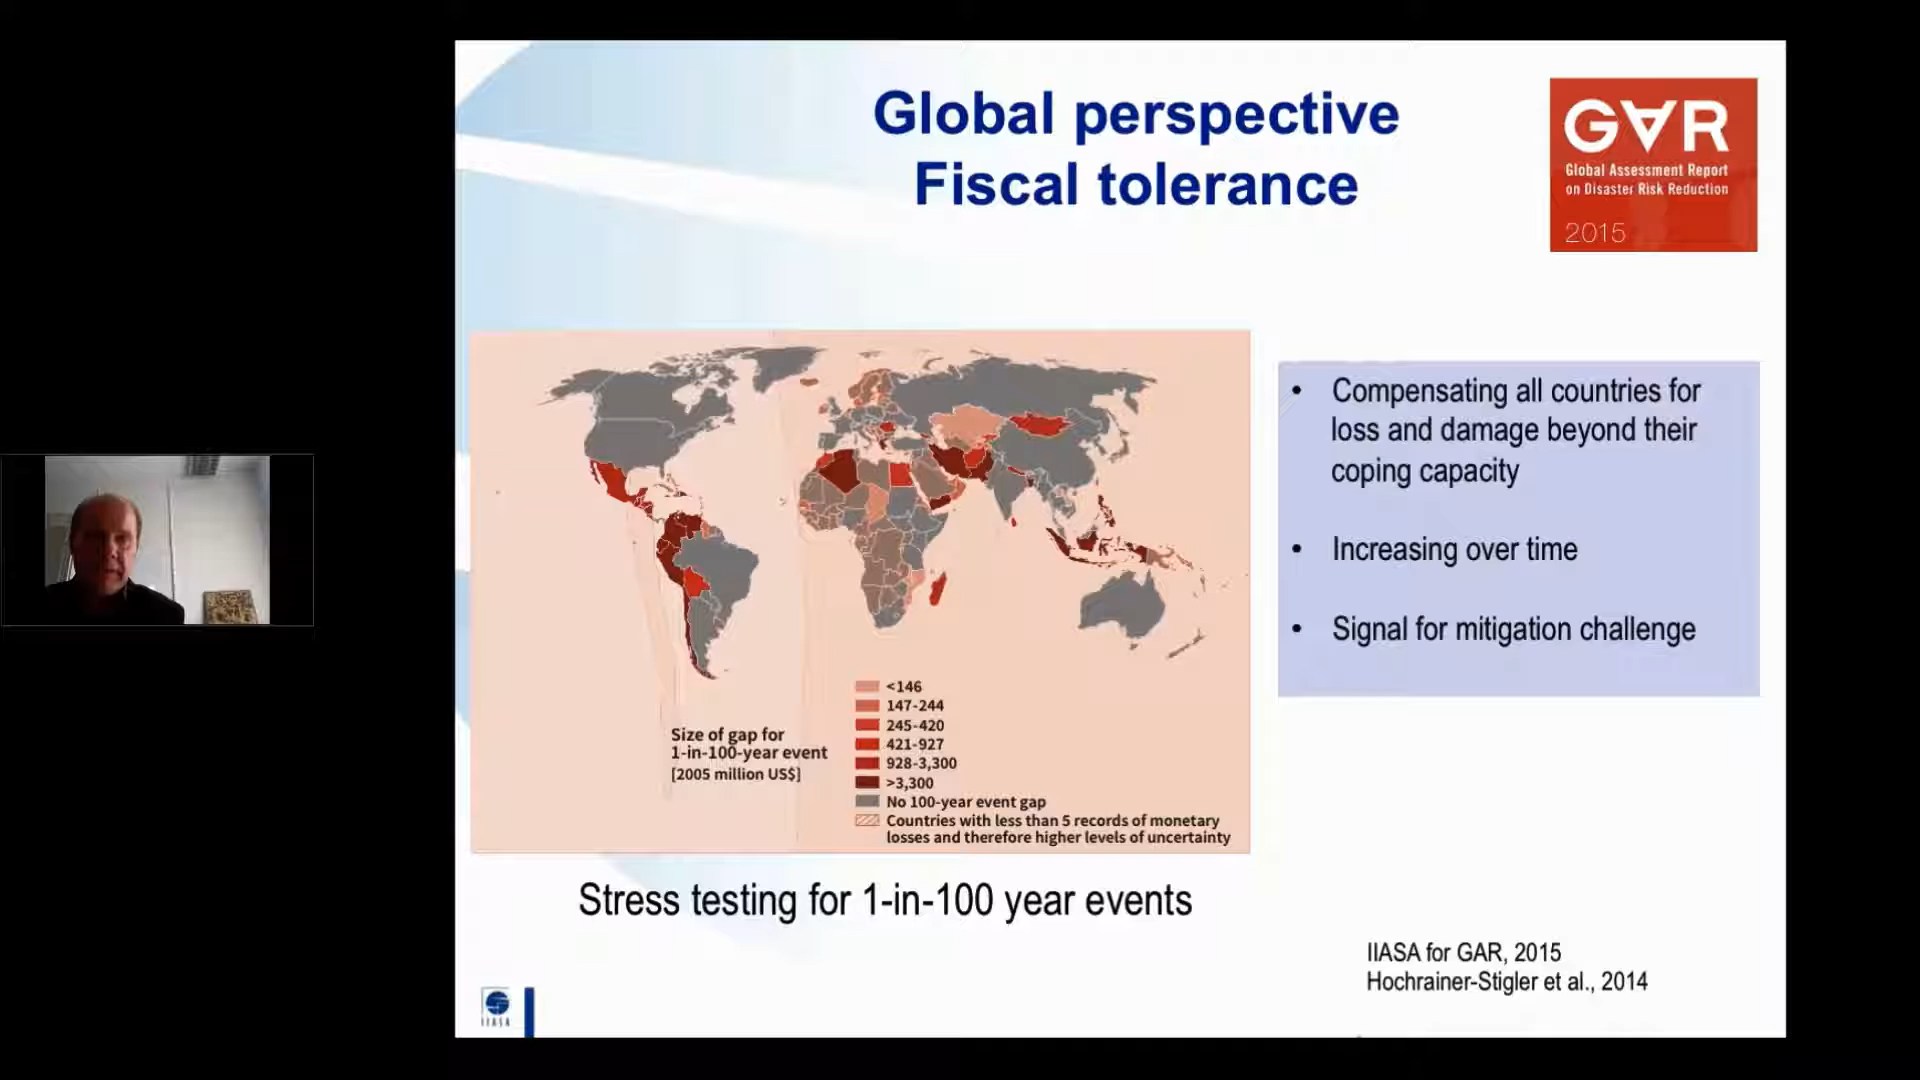 Global perspective
Fiscal tolerance
G∀R
Global Assessment Report
on Disaster Risk Reduction
2015
Size of gap for
1-in-100-year event
[2005 million US$]
<146
147-244
245-420
421-927
928-3,300
>3,300
No 100-year event gap
Countries with less than 5 records of monetary
losses and therefore higher levels of uncertainty
• Compensating all countries for
loss and damage beyond their
coping capacity
• Increasing over time
• Signal for mitigation challenge
Stress testing for 1-in-100 year events
IIASA for GAR, 2015
Hochrainer-Stigler et al., 2014
IIASA